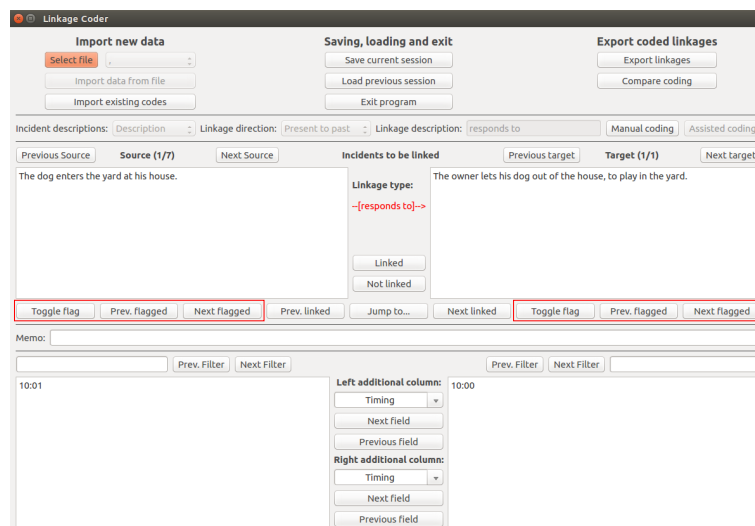 Linkage Coder
Import new data Saving, loading and exit Export coded linkages
Select file , Save current session Export linkages
Import data from file Load previous session Compare coding
Import existing codes Exit program
Incident descriptions: Description Linkage direction: Present to past Linkage description: responds to Manual coding Assisted coding
Previous Source Source (1/7) Next Source Incidents to be linked Previous target Target (1/1) Next target
The dog enters the yard at his house. The owner lets his dog out of the house, to play in the yard.
Linkage type:
--[responds to]-->
Linked
Not linked
Toggle flag Prev. flagged Next flagged Prev. linked Jump to... Next linked Toggle flag Prev. flagged Next flagged
Memo:
Prev. Filter Next Filter Prev. Filter Next Filter
10:01 Left additional column: 10:00
Timing
Next field
Previous field
Right additional column:
Timing
Next field
Previous field